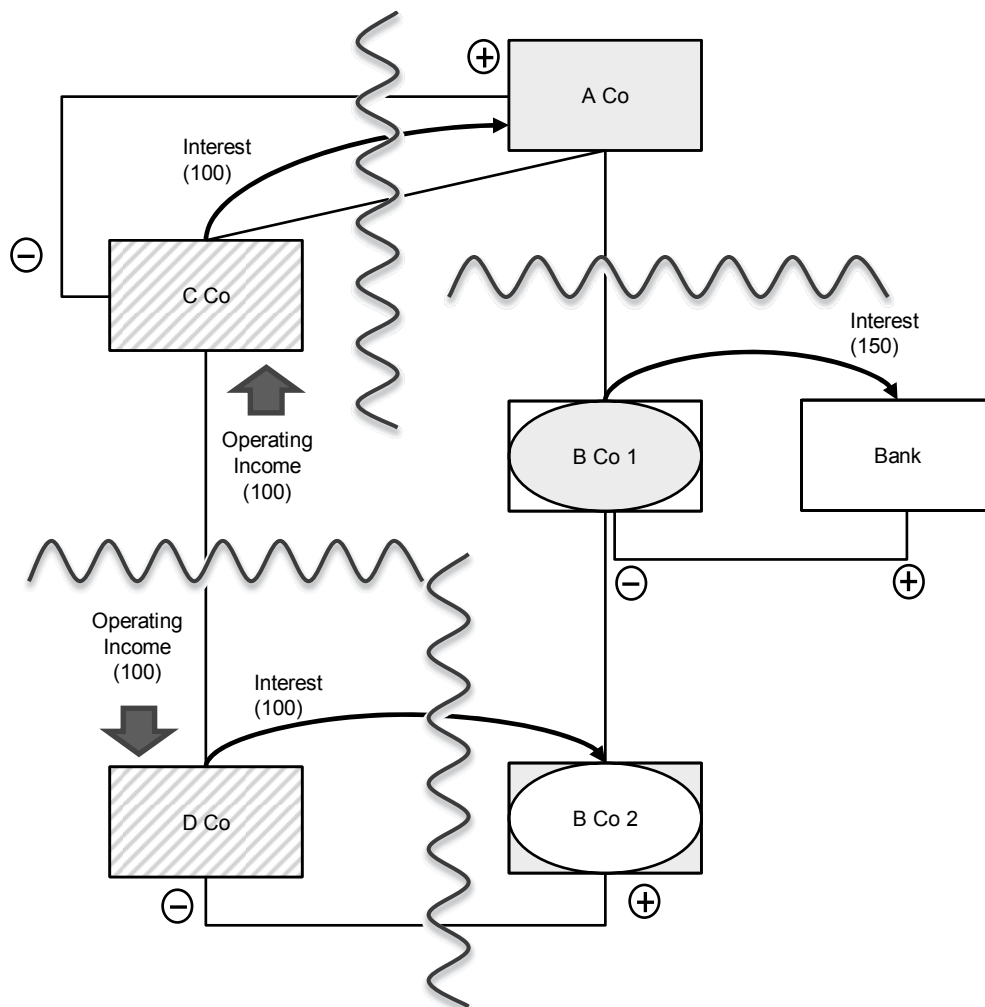 +
A Co
Interest
(100)
−
C Co
Interest
(150)
Operating
Income
(100)
B Co 1
Bank
−
+
Operating
Income
(100)
Interest
(100)
D Co
B Co 2
−
+